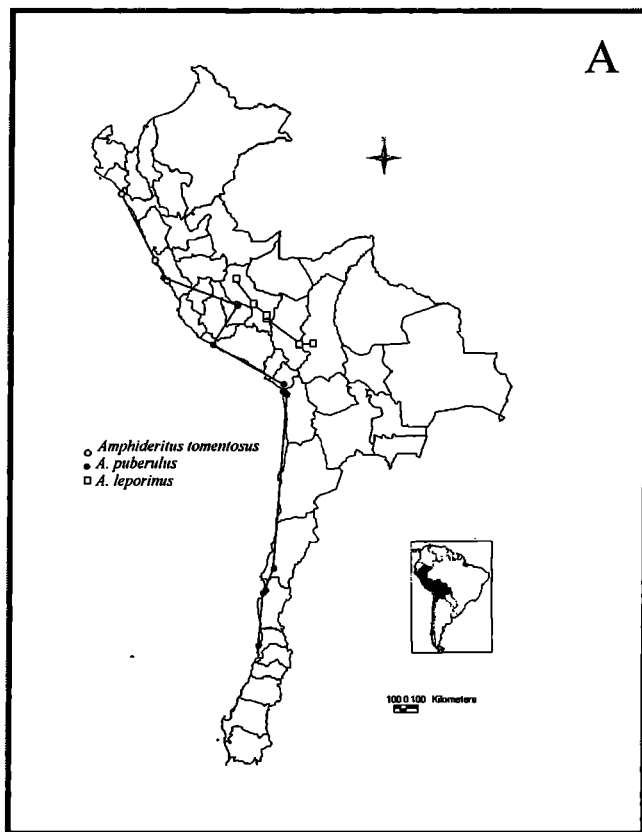 A
N
Amphideritus tomentosus
A. puberulus
A. leporinus
100 0 100 Kilometers